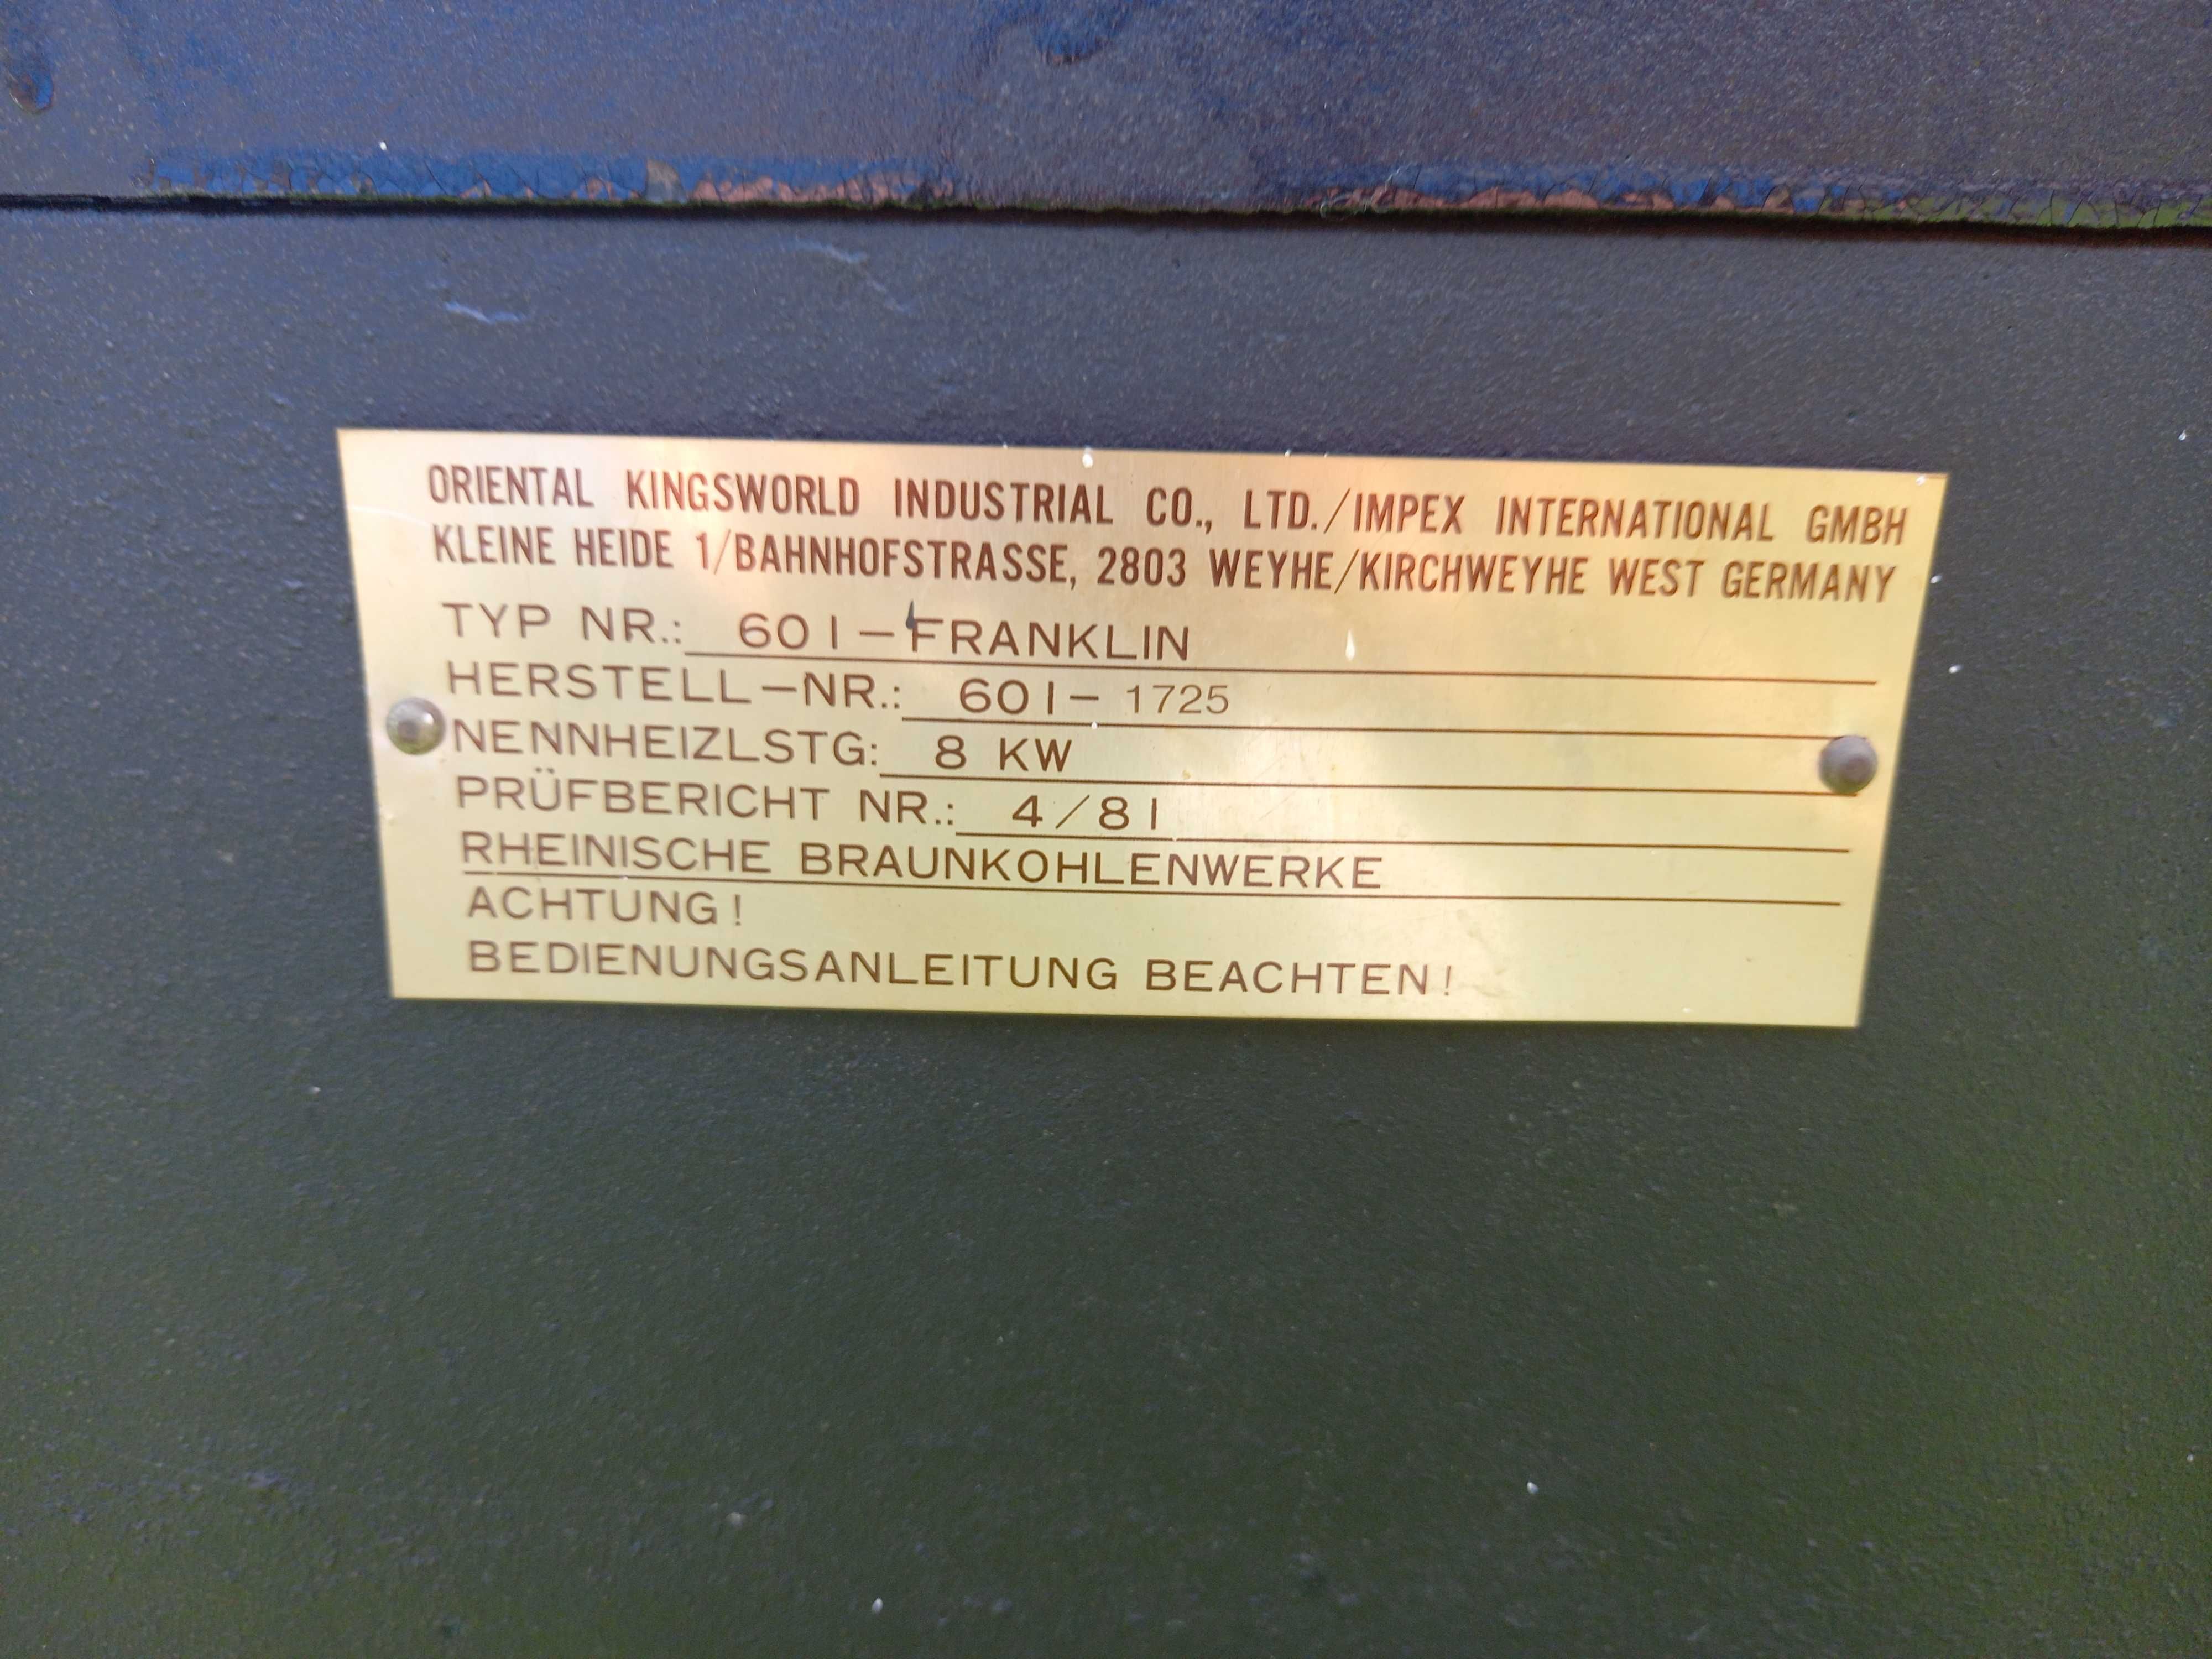 ORIENTAL KINGSWORLD INDUSTRIAL CO., LTD./IMPEX INTERNATIONAL GMBH
KLEINE HEIDE 1/BAHNHOFSTRASSE, 2803 WEYHE/KIRCHWEYHE WEST GERMANY
TYP NR.: 601-FRANKLIN
HERSTELL-NR.: 601-1725
NENNHEIZLSTG: 8 KW
PRÜFBERICHT NR.: 4/81
RHEINISCHE BRAUNKOHLENWERKE
ACHTUNG!
BEDIENUNGSANLEITUNG BEACHTEN!